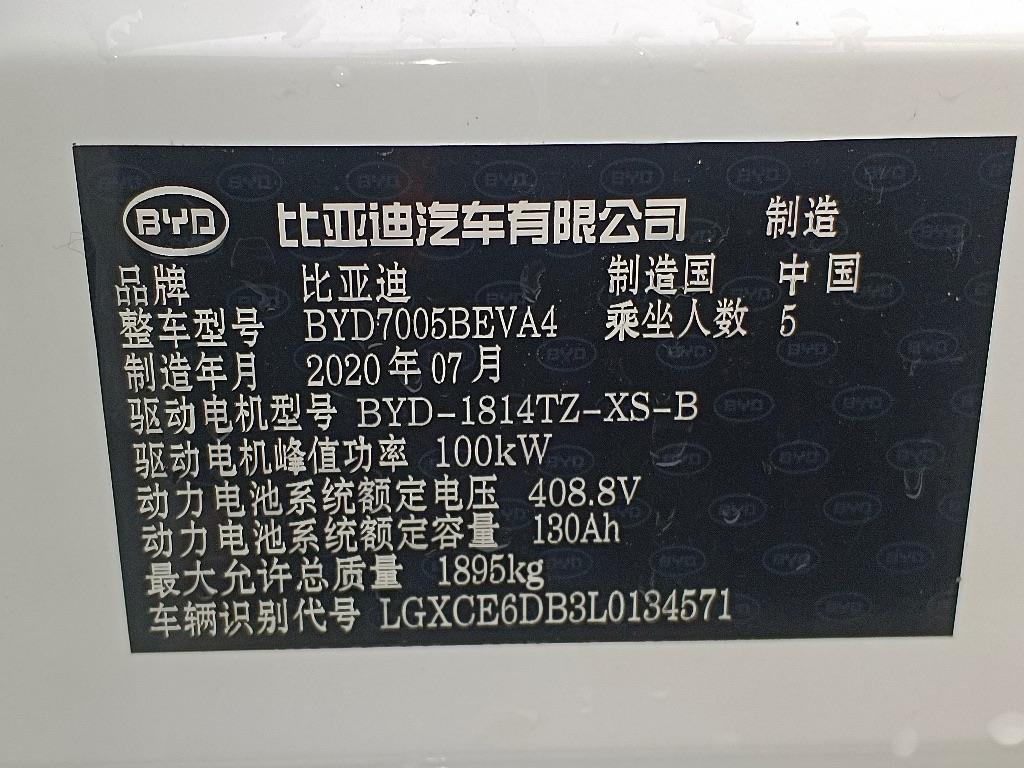 BYD 比亚迪汽车有限公司 制造
品牌 比亚迪 制造国 中国
整车型号 BYD7005BEVA4 乘坐人数 5
制造年月 2020年07月
驱动电机型号 BYD-1814TZ-XS-B
驱动电机峰值功率 100kW
动力电池系统额定电压 408.8V
动力电池系统额定容量 130Ah
最大允许总质量 1895kg
车辆识别代号 LGXCE6DB3L0134571